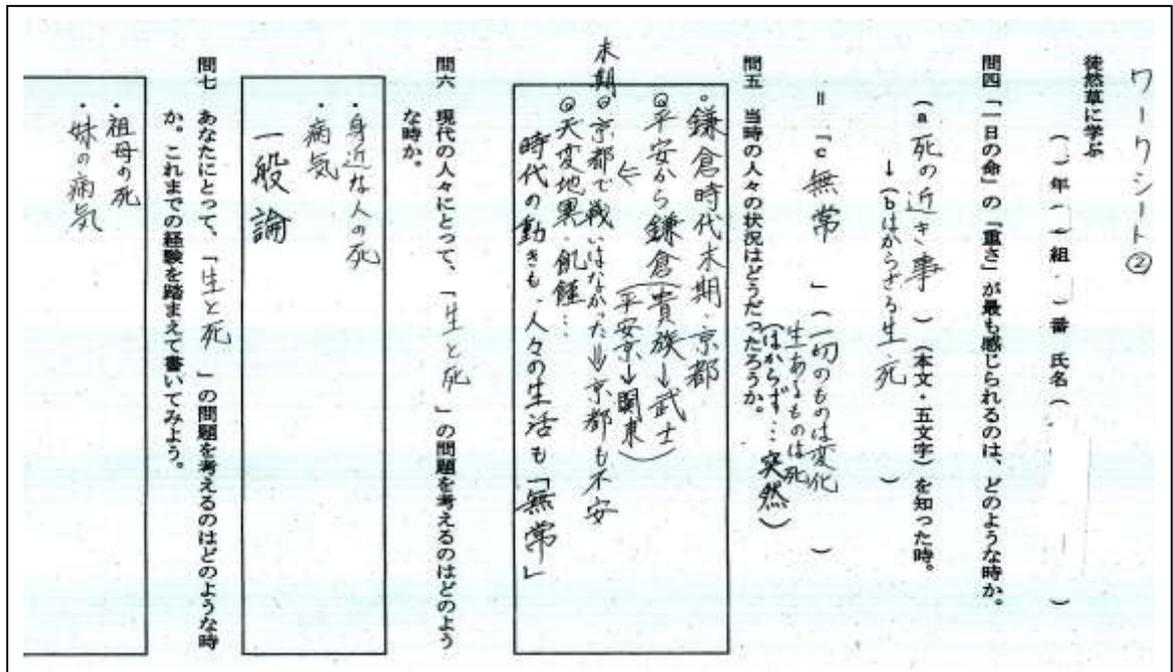 ワークシート②
徒然草に学ぶ
（ 一年 一組 ）番 氏名（ ）
問四 「一日の命」の「重さ」が最も感じられるのは、どのような時か。
（a 死の近き事 ）（本文・五文字）を知った時。
↓（bはからざる生・死 ）
＝「c 無常 」（一切のものは変化 ）
生あるものは死
（はからず…突然）
問五 当時の人々の状況はどうだったろうか。
・鎌倉時代末期・京都
◎平安から鎌倉（貴族→武士）
（平安京→関東）
末期◎京都で戦いはなかった⇒京都も不安
◎天変地異・飢饉…
時代の動きも、人々の生活も「無常」
問六 現代の人々にとって、「生と死 」の問題を考えるのはどのよう
な時か。
・身近な人の死
・病気
一般論
問七 あなたにとって、「生と死 」の問題を考えるのはどのような時
か。これまでの経験を踏まえて書いてみよう。
・祖母の死
・妹の病気